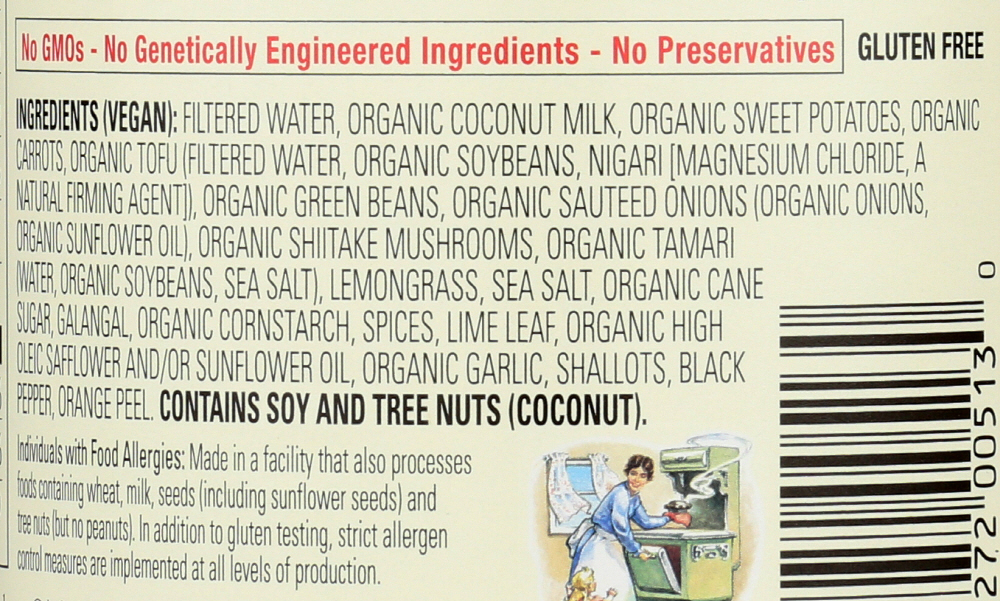 No GMOs - No Genetically Engineered Ingredients - No Preservatives GLUTEN FREE
INGREDIENTS (VEGAN): FILTERED WATER, ORGANIC COCONUT MILK, ORGANIC SWEET POTATOES, ORGANIC
CARROTS, ORGANIC TOFU (FILTERED WATER, ORGANIC SOYBEANS, NIGARI [MAGNESIUM CHLORIDE, A
NATURAL FIRMING AGENT]), ORGANIC GREEN BEANS, ORGANIC SAUTEED ONIONS (ORGANIC ONIONS,
ORGANIC SUNFLOWER OIL), ORGANIC SHIITAKE MUSHROOMS, ORGANIC TAMARI
(WATER, ORGANIC SOYBEANS, SEA SALT), LEMONGRASS, SEA SALT, ORGANIC CANE
SUGAR, GALANGAL, ORGANIC CORNSTARCH, SPICES, LIME LEAF, ORGANIC HIGH
OLEIC SAFFLOWER AND/OR SUNFLOWER OIL, ORGANIC GARLIC, SHALLOTS, BLACK
PEPPER, ORANGE PEEL. CONTAINS SOY AND TREE NUTS (COCONUT).
Individuals with Food Allergies: Made in a facility that also processes
foods containing wheat, milk, seeds (including sunflower seeds) and
tree nuts (but no peanuts). In addition to gluten testing, strict allergen
control measures are implemented at all levels of production.
272 00513 0